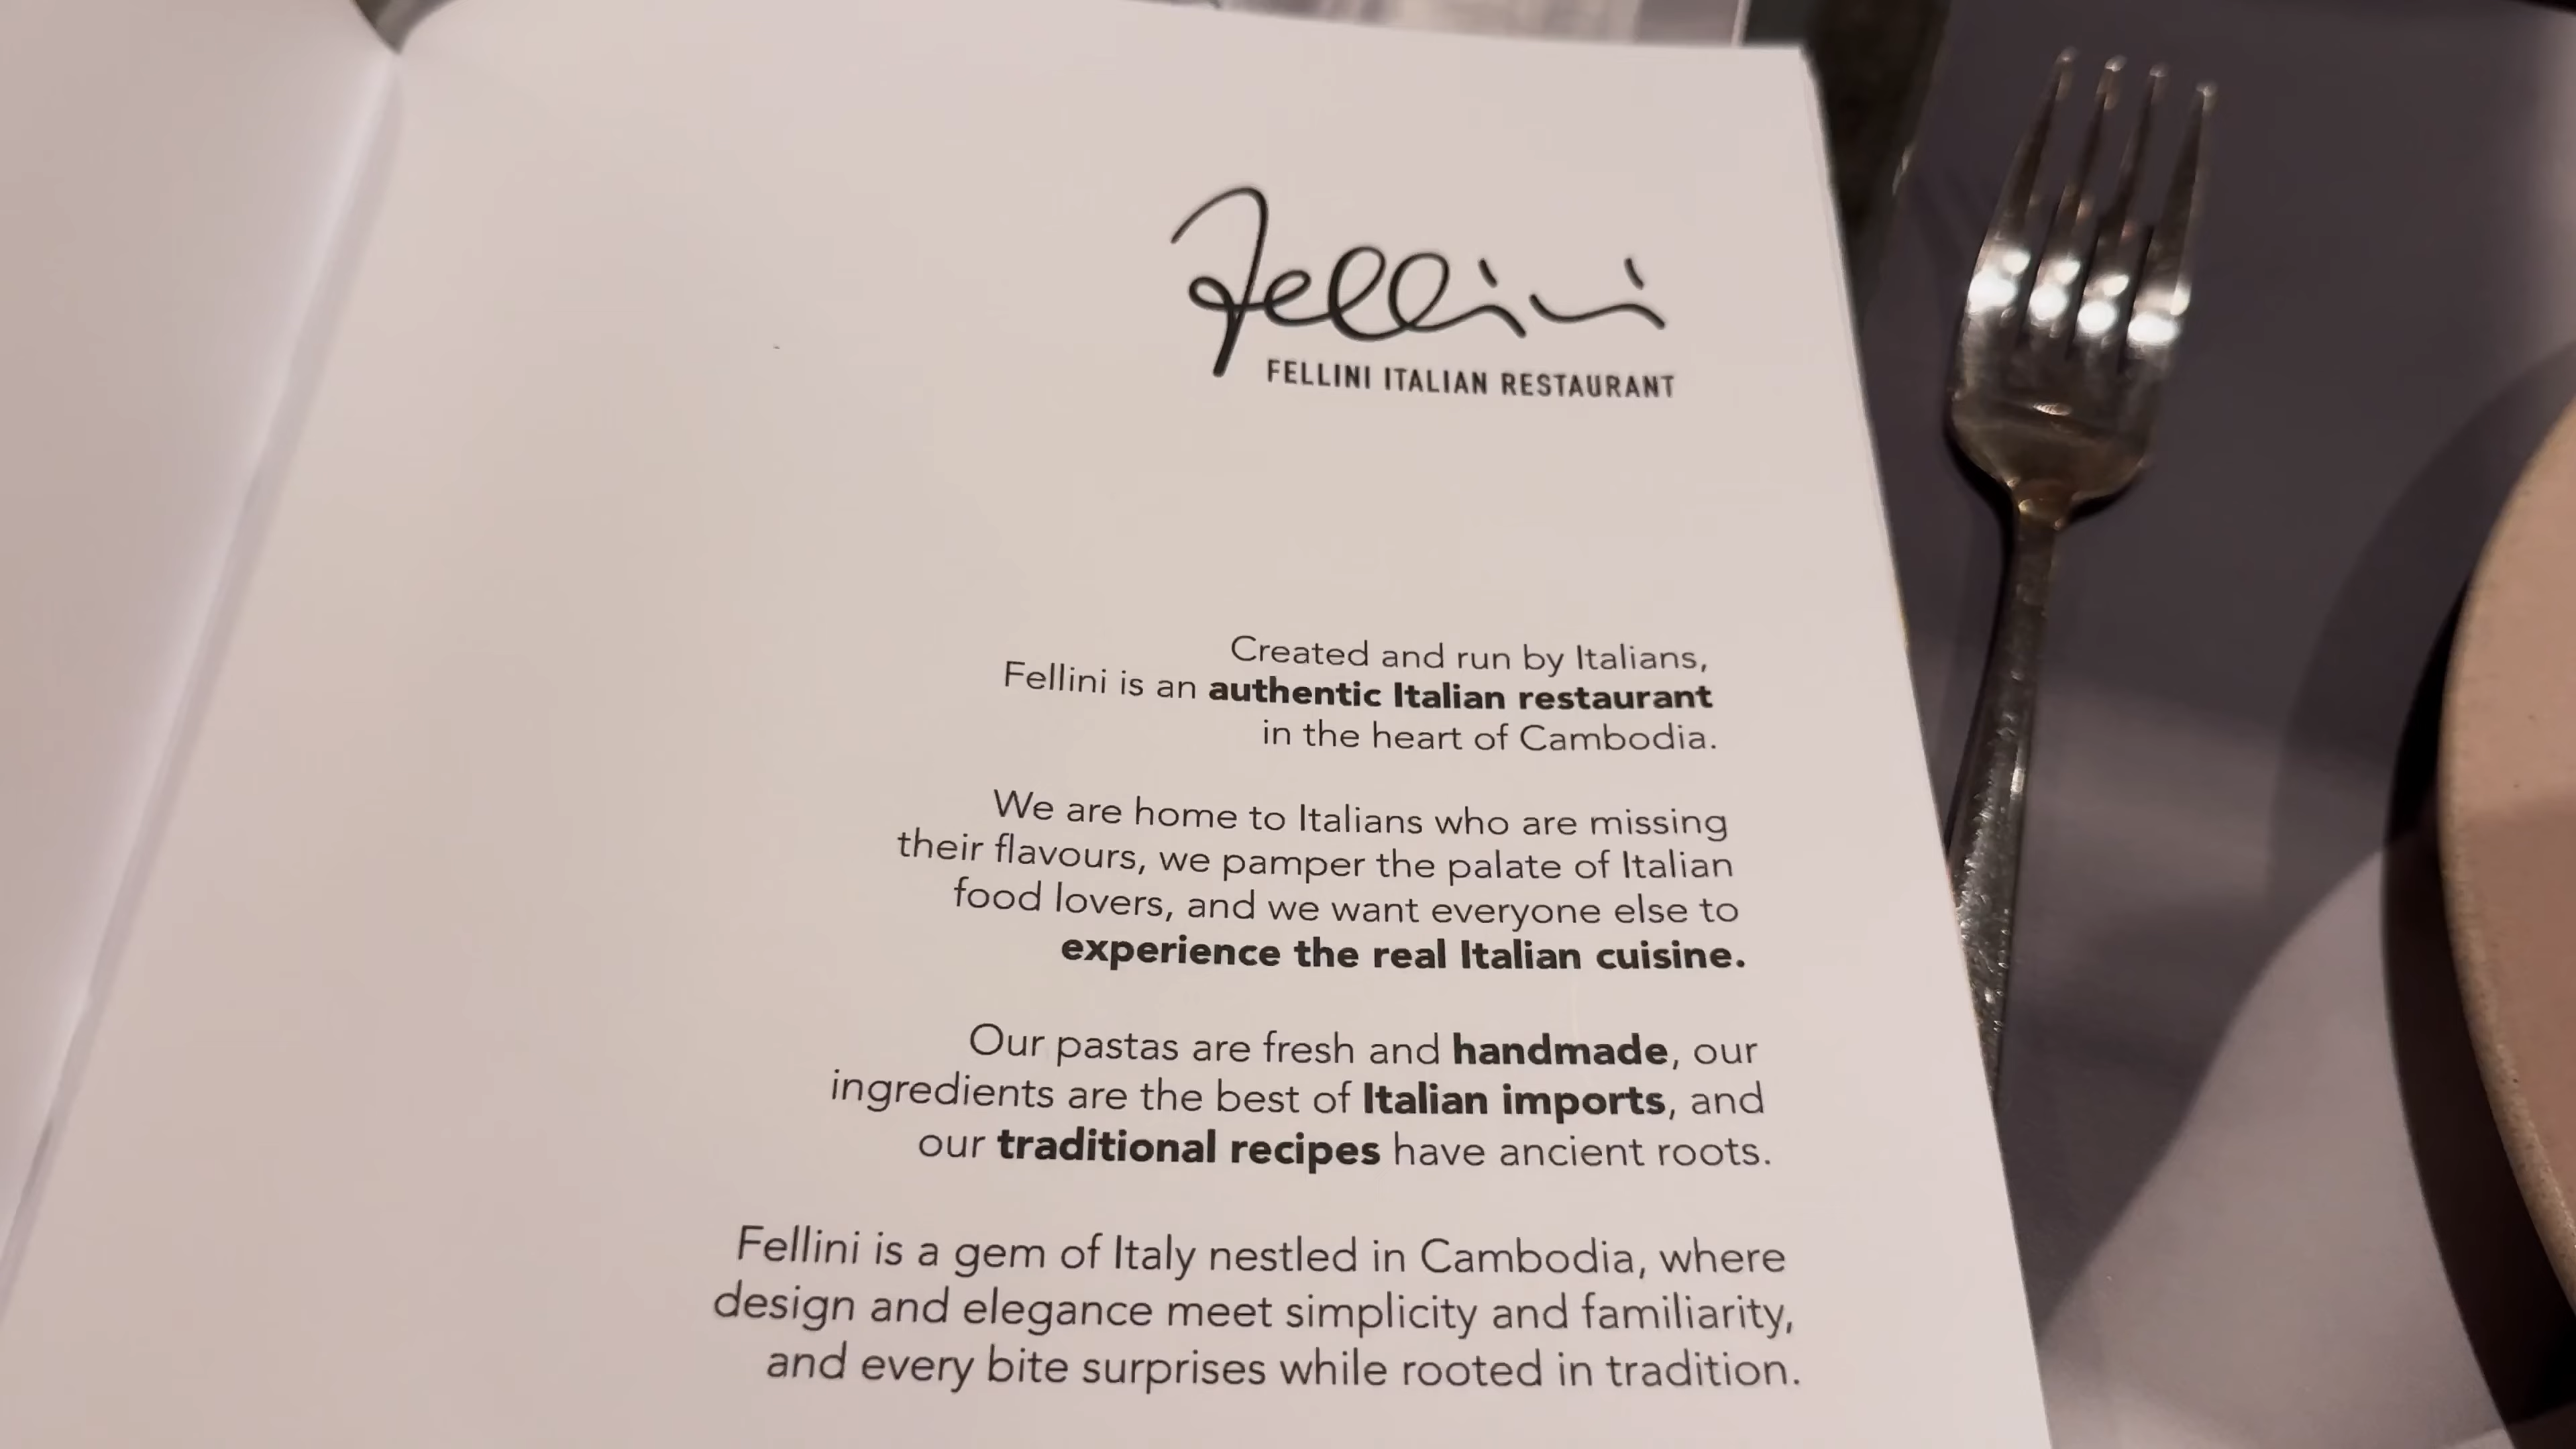 Fellini
FELLINI ITALIAN RESTAURANT
Created and run by Italians,
Fellini is an authentic Italian restaurant
in the heart of Cambodia.
We are home to Italians who are missing
their flavours, we pamper the palate of Italian
food lovers, and we want everyone else to
experience the real Italian cuisine.
Our pastas are fresh and handmade, our
ingredients are the best of Italian imports, and
our traditional recipes have ancient roots.
Fellini is a gem of Italy nestled in Cambodia, where
design and elegance meet simplicity and familiarity,
and every bite surprises while rooted in tradition.